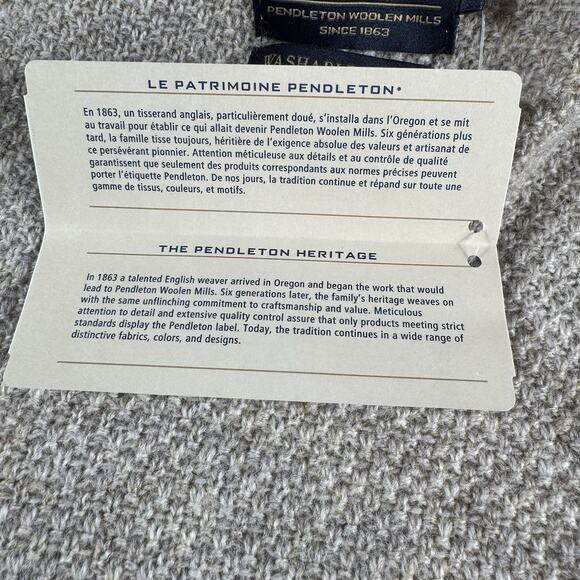 PENDLETON WOOLEN MILLS
SINCE 1863
LE PATRIMOINE PENDLETON®
En 1863, un tisserand anglais, particulièrement doué, s'installa dans l'Oregon et se mit
au travail pour établir ce qui allait devenir Pendleton Woolen Mills. Six générations plus
tard, la famille tisse toujours, héritière de l'exigence absolue des valeurs et artisanat de
ce persévérant pionnier. Attention méticuleuse aux détails et au contrôle de qualité
garantissent que seulement des produits correspondants aux normes précises peuvent
porter l'étiquette Pendleton. De nos jours, la tradition continue et répand sur toute une
gamme de tissus, couleurs, et motifs.
THE PENDLETON HERITAGE
In 1863 a talented English weaver arrived in Oregon and began the work that would
lead to Pendleton Woolen Mills. Six generations later, the family's heritage weaves on
with the same unflinching commitment to craftsmanship and value. Meticulous
attention to detail and extensive quality control assure that only products meeting strict
standards display the Pendleton label. Today, the tradition continues in a wide range of
distinctive fabrics, colors, and designs.